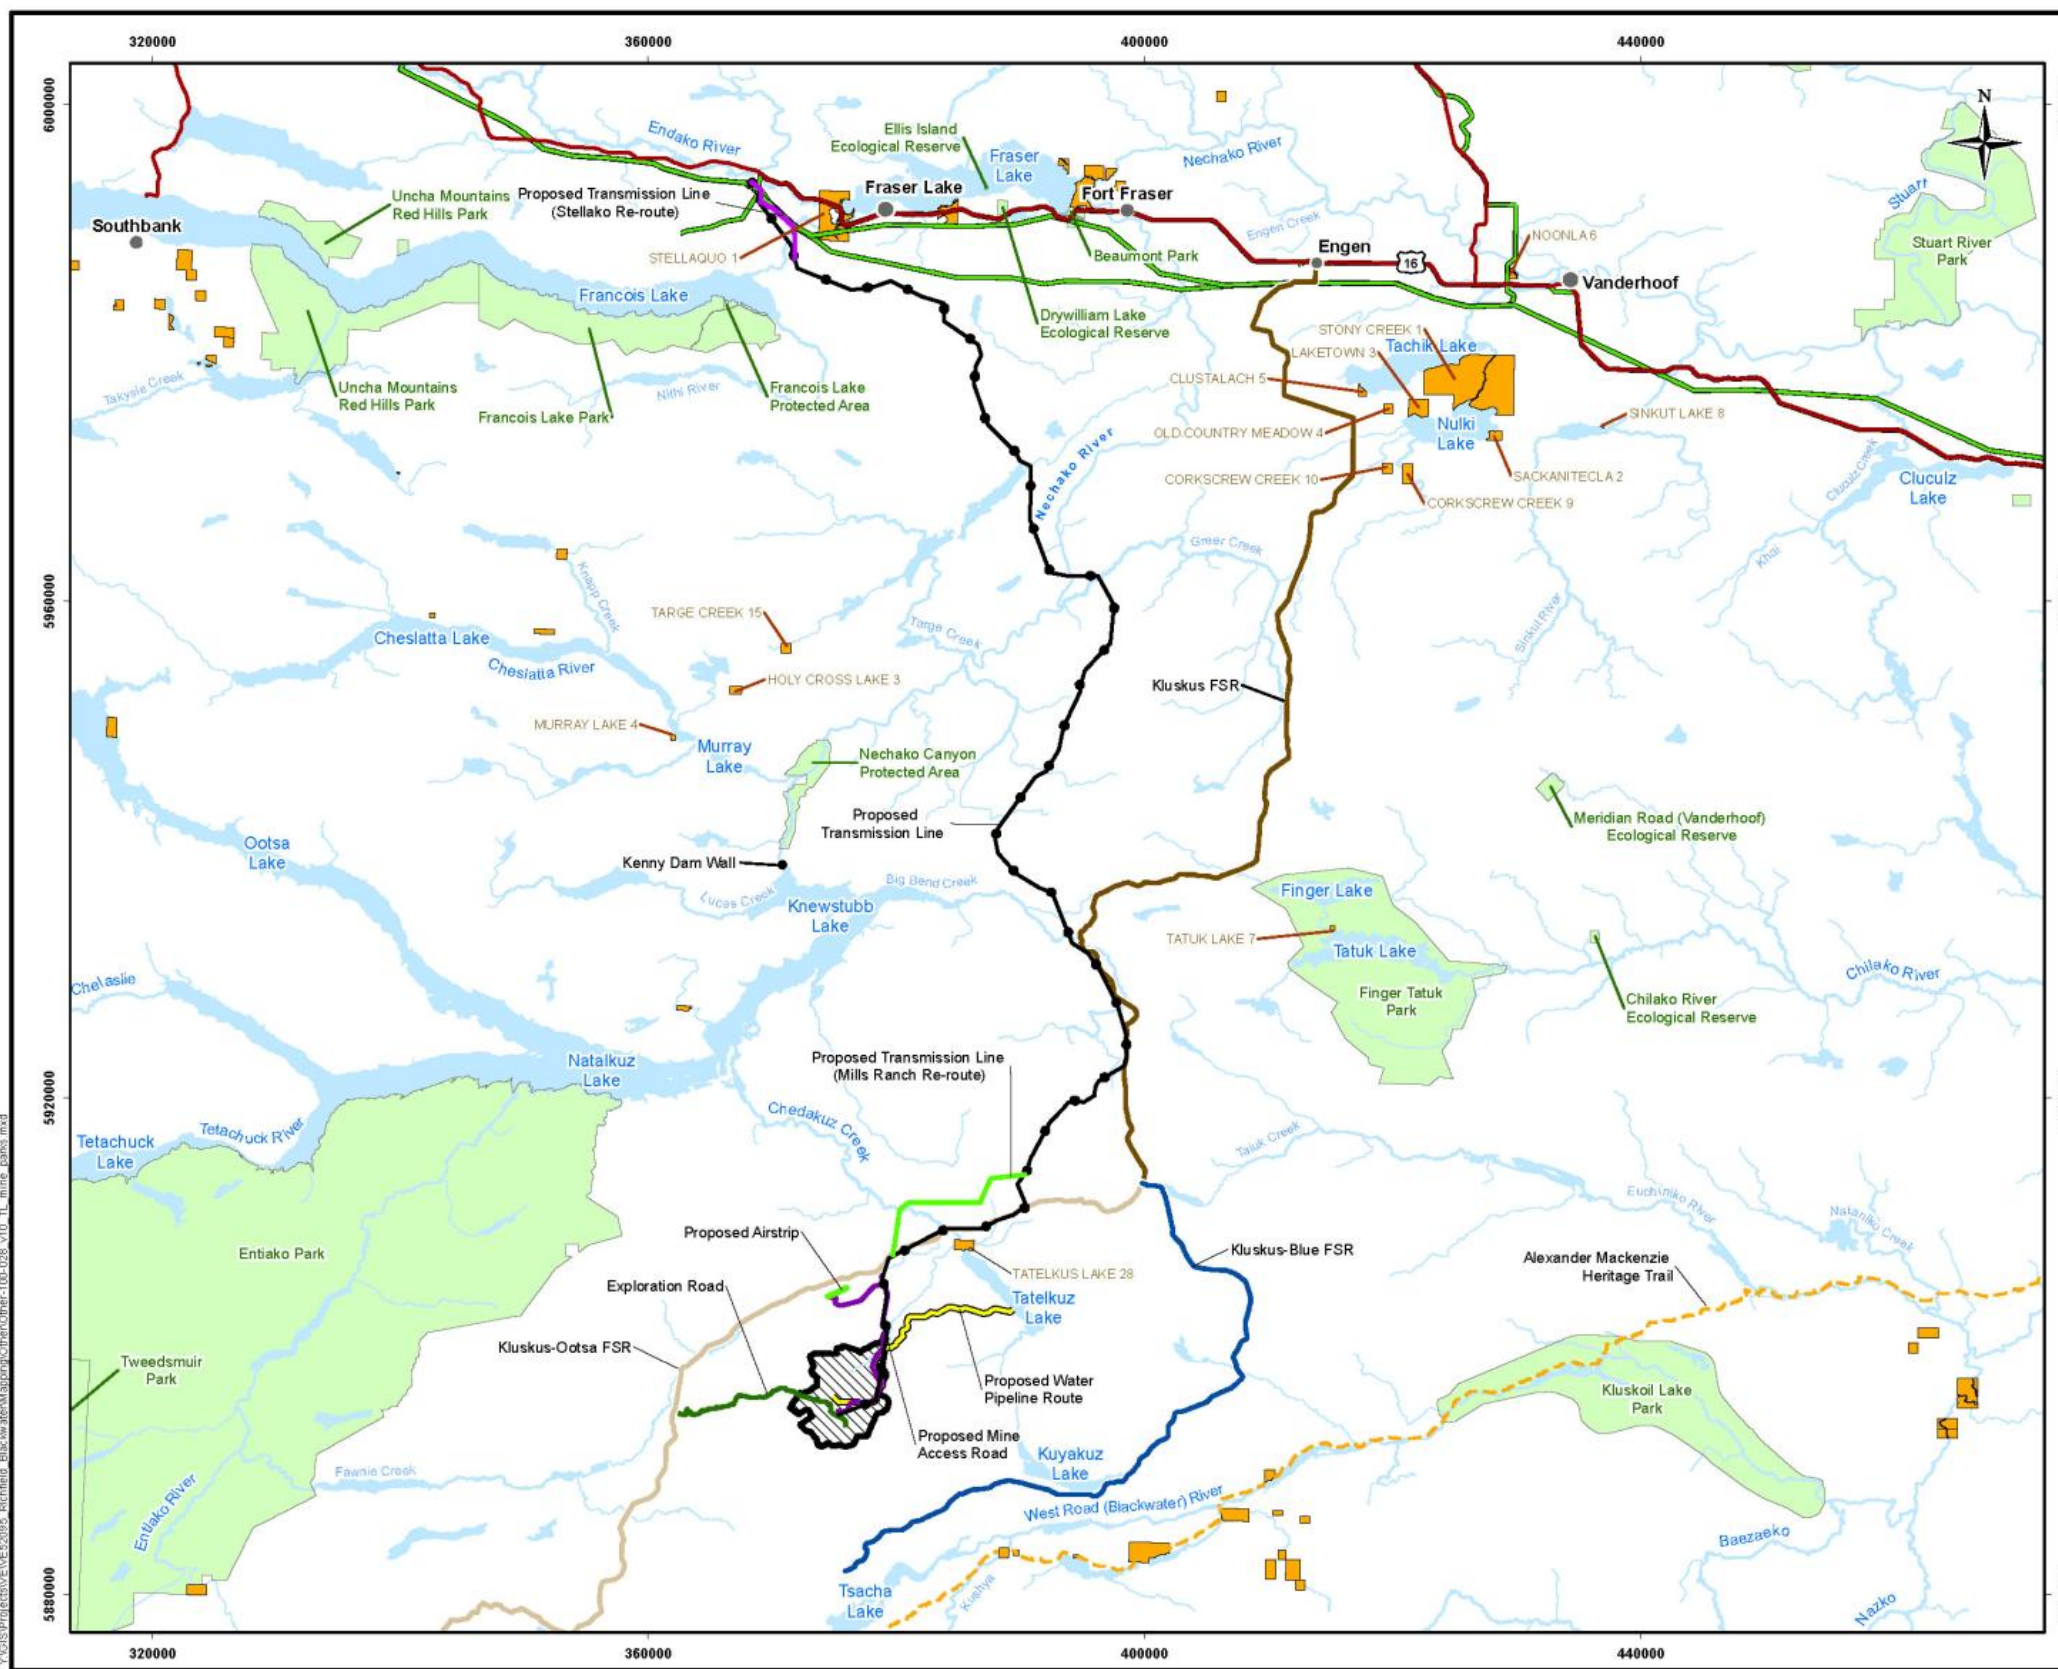 320000
360000
400000
440000
6000000
5960000
5920000
5880000
N
Endako River
Ellis Island
Ecological Reserve
Fraser
Lake
Nechako River
Stuart
Uncha Mountains
Red Hills Park
Proposed Transmission Line
(Stellako Re-route)
Fraser Lake
Fort Fraser
Southbank
Engen Creek
Engen
16
NOONLA 6
Stuart River
Park
STELLAQUO 1
Beaumont Park
Vanderhoof
Francois Lake
Drywilliam Lake
Ecological Reserve
STONY CREEK 1
Tachik Lake
LAKETOWN 3
CLUSTALACH 5
Takysie Creek
Uncha Mountains
Red Hills Park
Nithi River
Francois Lake
Protected Area
Francois Lake Park
SINKUT LAKE 8
OLD COUNTRY MEADOW 4
Nulki
Lake
Nechako River
CORKSCREW CREEK 10
SACKANITECLA 2
CORKSCREW CREEK 9
Cluculz Creek
Cluculz
Lake
Greer Creek
Khai
Knapp Creek
TARGE CREEK 15
Targe Creek
Sinkut River
Cheslatta Lake
Cheslatta River
HOLY CROSS LAKE 3
Kluskus FSR
MURRAY LAKE 4
Murray
Lake
Nechako Canyon
Protected Area
Proposed
Transmission Line
Meridian Road (Vanderhoof)
Ecological Reserve
Ootsa
Lake
Kenny Dam Wall
Lucas Creek
Big Bend Creek
Knewstubb
Lake
Finger Lake
TATUK LAKE 7
Tatuk Lake
Chilako River
Chelaslie
Finger Tatuk
Park
Chilako River
Ecological Reserve
Natalkuz
Lake
Proposed Transmission Line
(Mills Ranch Re-route)
Chedakuz Creek
Tetachuck
Lake
Tetachuck River
Taiuk Creek
Euchiniko River
Nataniko Creek
Entiako Park
Proposed Airstrip
Kluskus-Blue FSR
Alexander Mackenzie
Heritage Trail
TATELKUS LAKE 28
Exploration Road
Tatelkuz
Lake
Kluskus-Ootsa FSR
Tweedsmuir
Park
Proposed Water
Pipeline Route
Kluskoil Lake
Park
Proposed Mine
Access Road
Kuyakuz
Lake
Fawnie Creek
Entiako River
West Road (Blackwater) River
Baezaeko
Tsacha
Lake
Kushya
Nazko
320000
360000
400000
440000